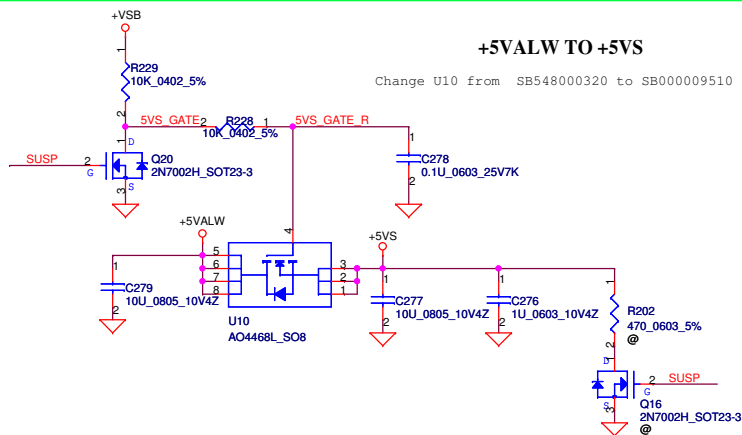 +VSB
+5VALW TO +5VS
1
R229
10K_0402_5%
Change U10 from SB548000320 to SB000009510
2
5VS_GATE 2 R228 1 5VS_GATE_R
10K_0402_5%
1
D
1
Q20
2N7002H_SOT23-3
SUSP 2
G
C278
0.1U_0603_25V7K
3 S
2
+5VALW
4
+5VS
1
5
6
7
8
3
2
1
1
1
1
C279
10U_0805_10V4Z
2
C277
10U_0805_10V4Z
2
C276
1U_0603_10V4Z
2
R202
470_0603_5%
@
2
U10
AO4468L_SO8
1
D
2 SUSP
G
S
3
Q16
2N7002H_SOT23-3
@